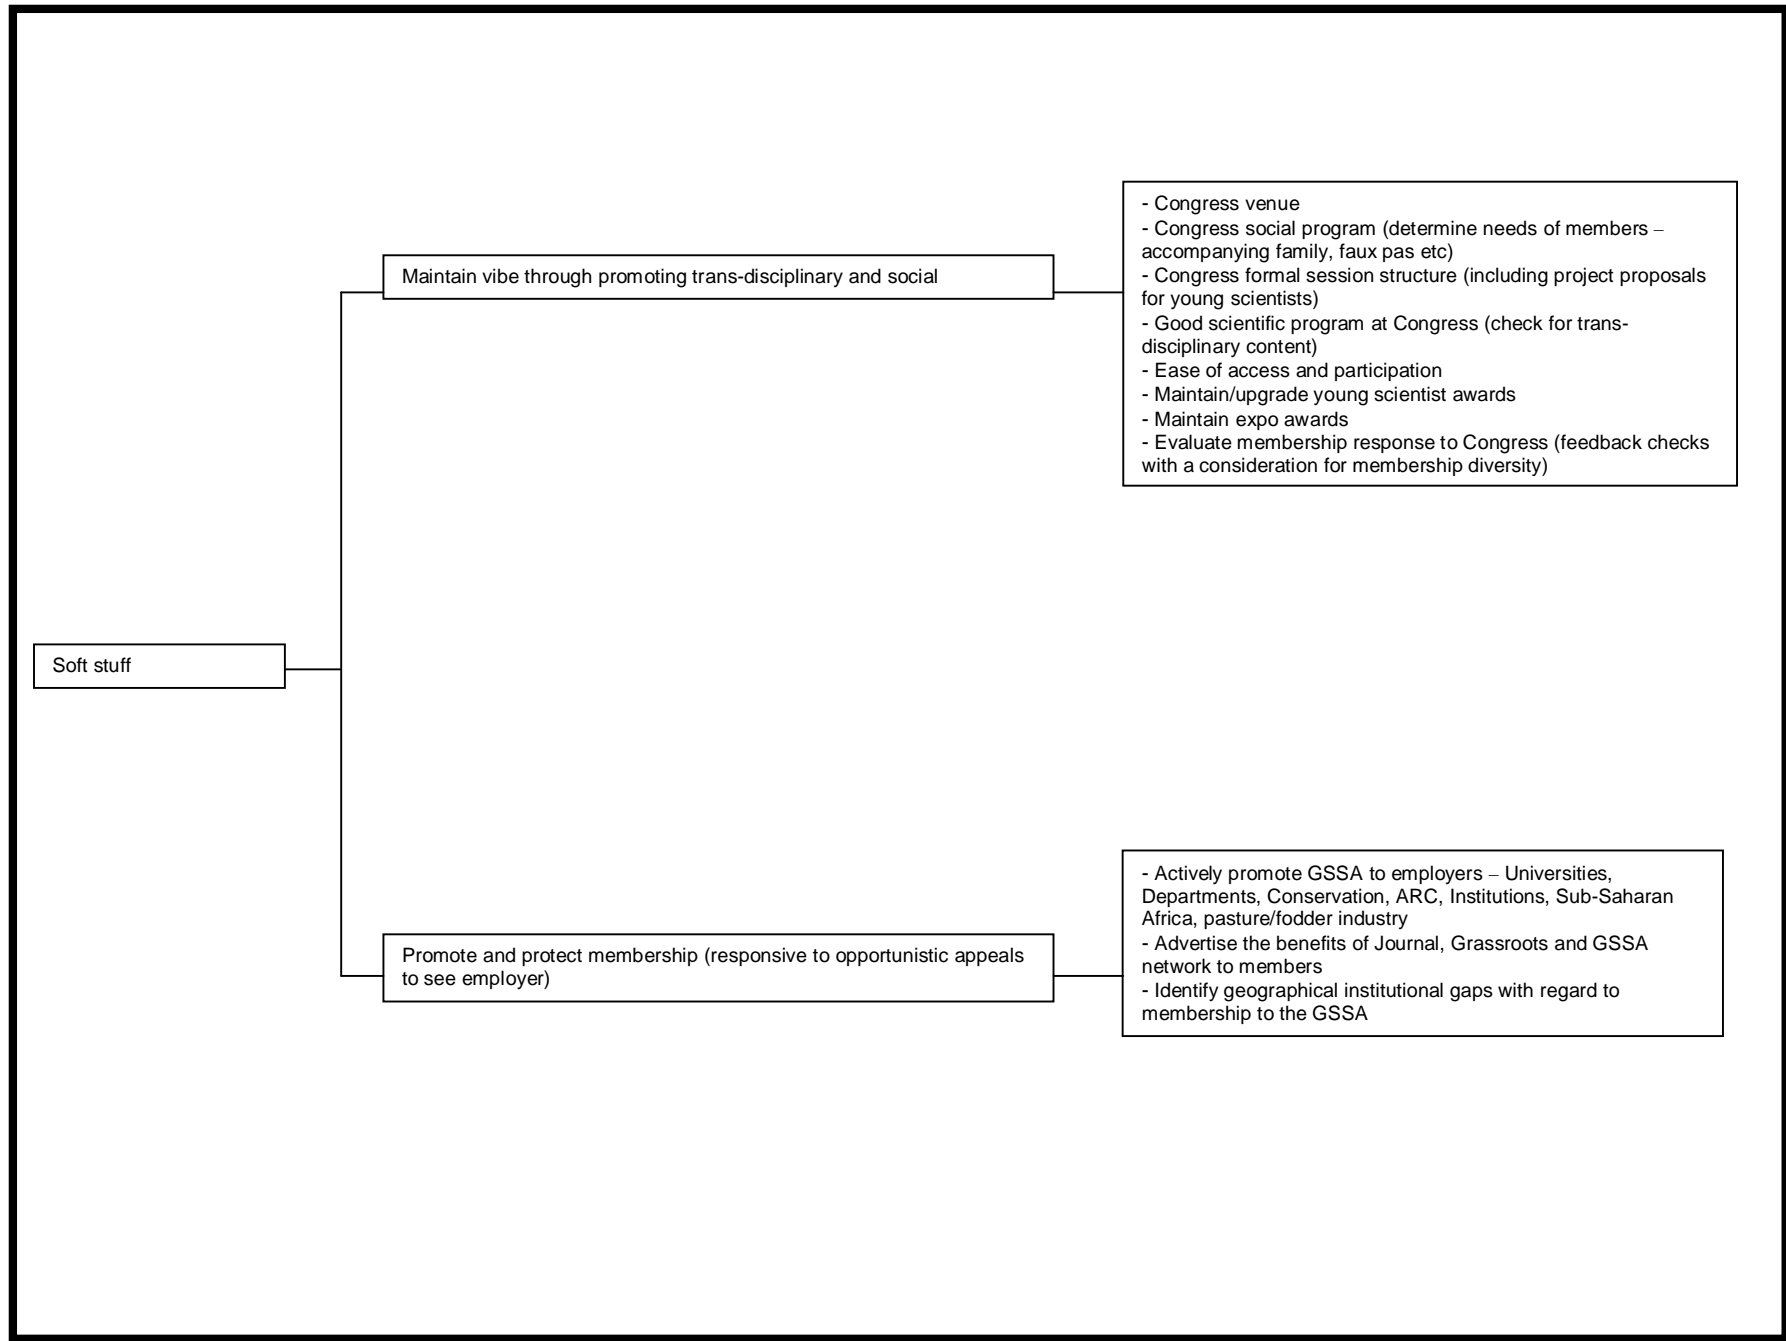 Soft stuff
Maintain vibe through promoting trans-disciplinary and social
- Congress venue
- Congress social program (determine needs of members –
accompanying family, faux pas etc)
- Congress formal session structure (including project proposals
for young scientists)
- Good scientific program at Congress (check for trans-
disciplinary content)
- Ease of access and participation
- Maintain/upgrade young scientist awards
- Maintain expo awards
- Evaluate membership response to Congress (feedback checks
with a consideration for membership diversity)
Promote and protect membership (responsive to opportunistic appeals
to see employer)
- Actively promote GSSA to employers – Universities,
Departments, Conservation, ARC, Institutions, Sub-Saharan
Africa, pasture/fodder industry
- Advertise the benefits of Journal, Grassroots and GSSA
network to members
- Identify geographical institutional gaps with regard to
membership to the GSSA